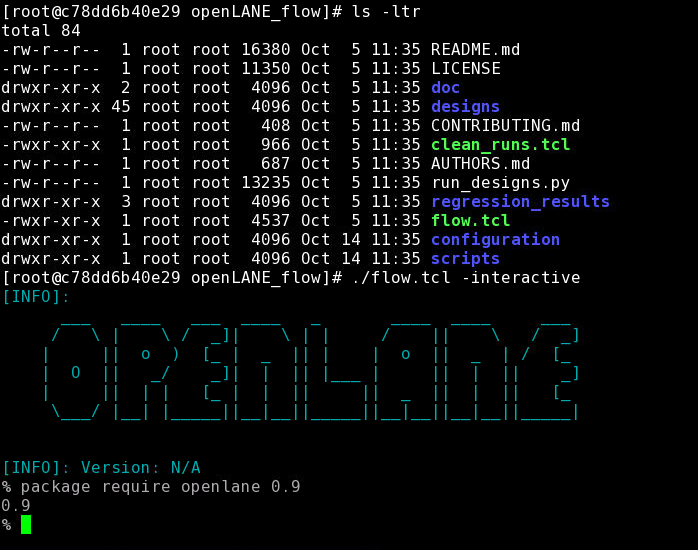 [root@c78dd6b40e29 openLANE_flow]# ls -ltr
total 84
-rw-r--r--  1 root root 16380 Oct  5 11:35 README.md
-rw-r--r--  1 root root 11350 Oct  5 11:35 LICENSE
drwxr-xr-x  2 root root  4096 Oct  5 11:35 doc
drwxr-xr-x 45 root root  4096 Oct  5 11:35 designs
-rw-r--r--  1 root root   408 Oct  5 11:35 CONTRIBUTING.md
-rwxr-xr-x  1 root root   966 Oct  5 11:35 clean_runs.tcl
-rw-r--r--  1 root root   687 Oct  5 11:35 AUTHORS.md
-rw-r--r--  1 root root 13235 Oct  5 11:35 run_designs.py
drwxr-xr-x  3 root root  4096 Oct  5 11:35 regression_results
-rwxr-xr-x  1 root root  4537 Oct  5 11:35 flow.tcl
drwxr-xr-x  1 root root  4096 Oct 14 11:35 configuration
drwxr-xr-x  1 root root  4096 Oct 14 11:35 scripts
[root@c78dd6b40e29 openLANE_flow]# ./flow.tcl -interactive
[INFO]:
OPENLANE
[INFO]: Version: N/A
% package require openlane 0.9
0.9
%